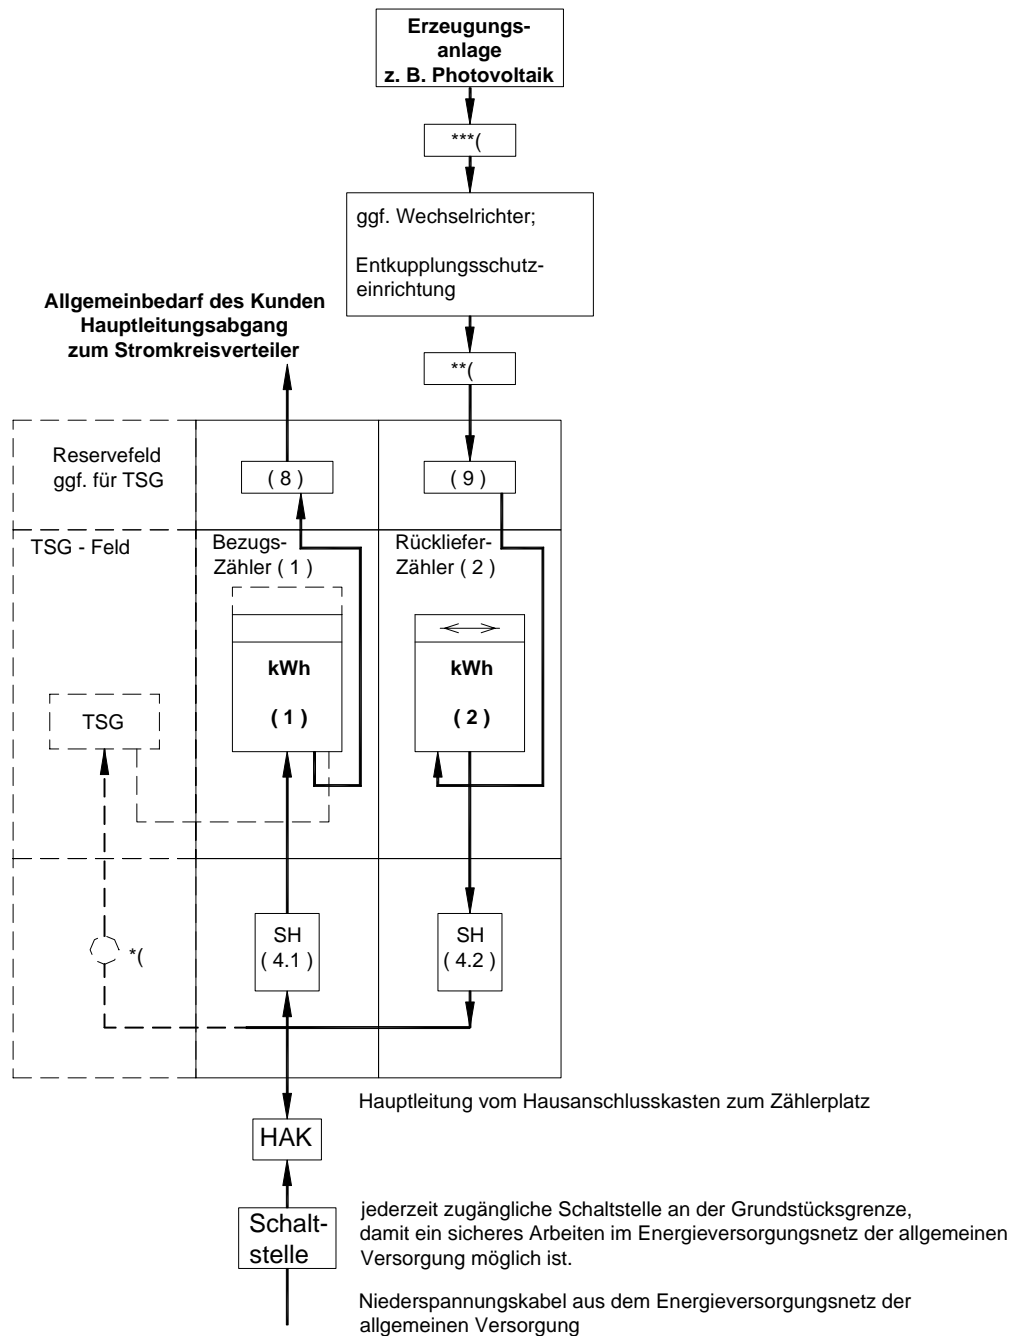 Erzeugungs-
anlage
z. B. Photovoltaik
***(
ggf. Wechselrichter;
Entkupplungsschutz-
einrichtung
Allgemeinbedarf des Kunden
Hauptleitungsabgang
zum Stromkreisverteiler
**(
Reservefeld
ggf. für TSG
( 8 )
( 9 )
TSG - Feld
Bezugs-
Zähler ( 1 )
Rückliefer-
Zähler ( 2 )
kWh
( 1 )
kWh
( 2 )
TSG
SH
( 4.1 )
SH
( 4.2 )
*(
Hauptleitung vom Hausanschlusskasten zum Zählerplatz
HAK
Schalt-
stelle
jederzeit zugängliche Schaltstelle an der Grundstücksgrenze,
damit ein sicheres Arbeiten im Energieversorgungsnetz der allgemeinen
Versorgung möglich ist.
Niederspannungskabel aus dem Energieversorgungsnetz der
allgemeinen Versorgung